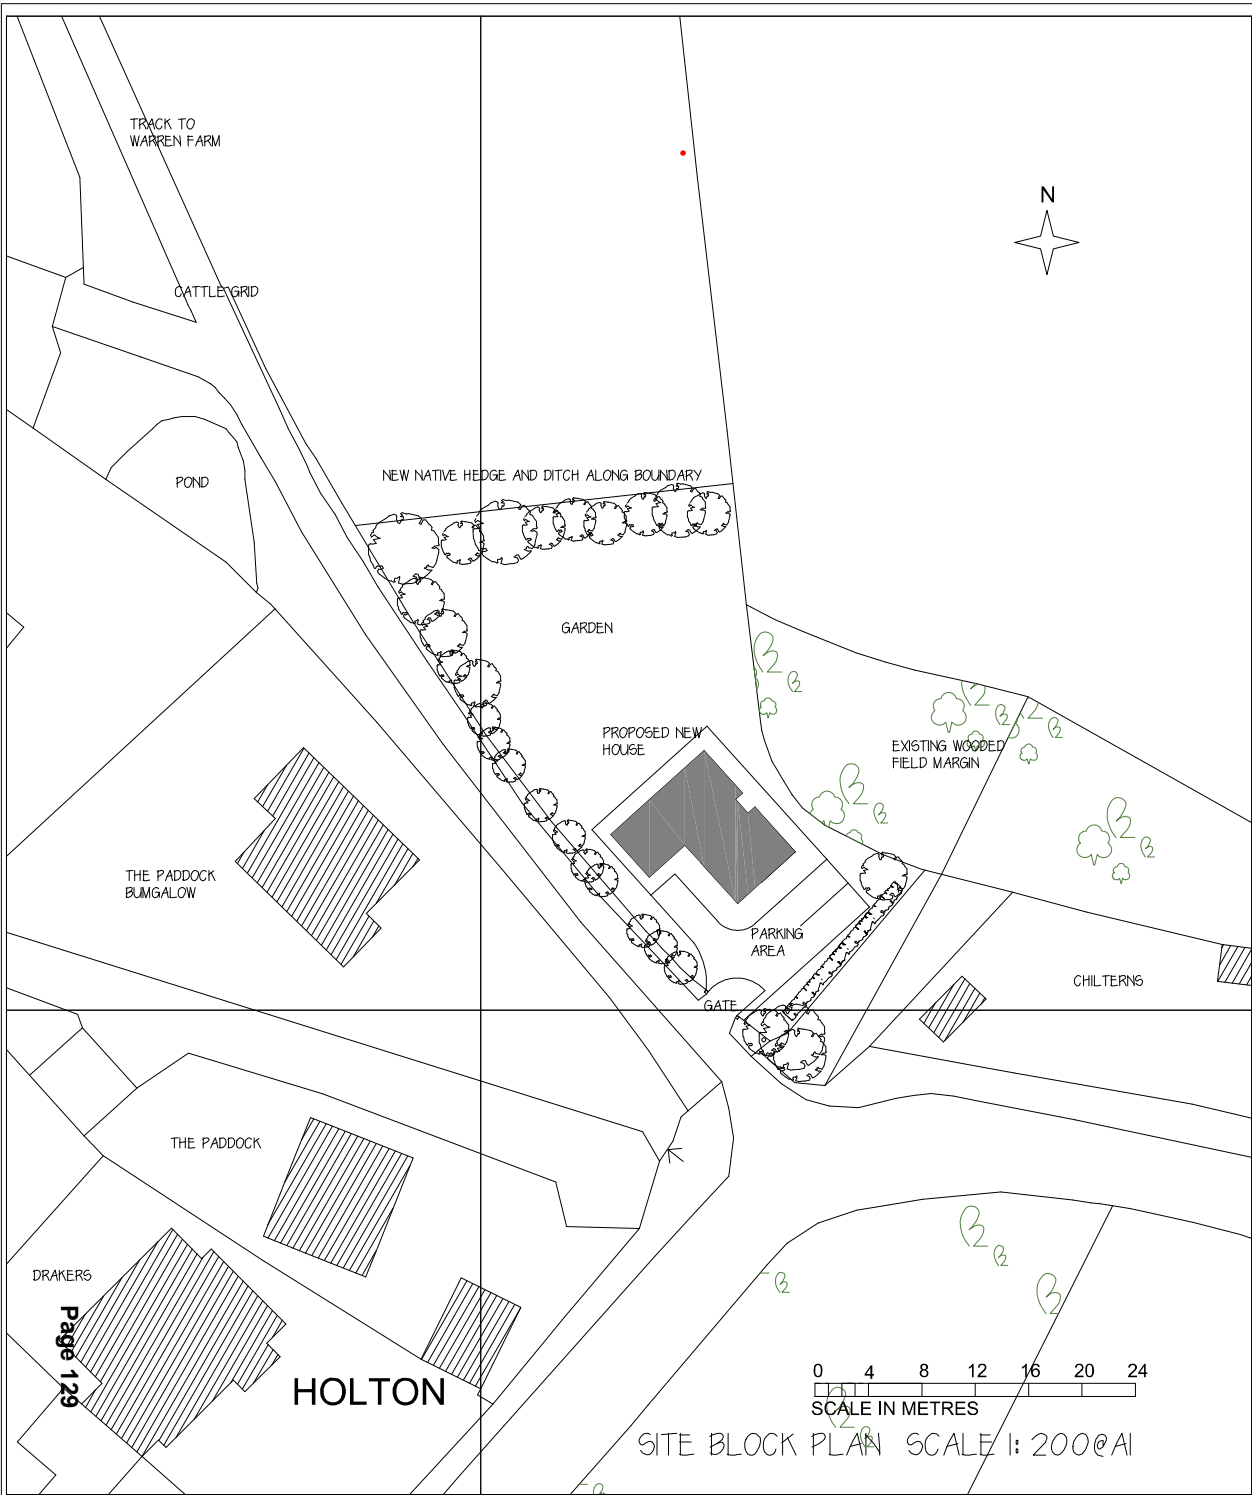 TRACK TO
WARREN FARM
N
CATTLE GRID
NEW NATIVE HEDGE AND DITCH ALONG BOUNDARY
POND
GARDEN
PROPOSED NEW
HOUSE
EXISTING WOODED
FIELD MARGIN
THE PADDOCK
BUMGALOW
PARKING
AREA
CHILTERNS
GATE
THE PADDOCK
DRAKERS
Page 129
HOLTON
0 4 8 12 16 20 24
SCALE IN METRES
SITE BLOCK PLAN SCALE 1: 200@A1